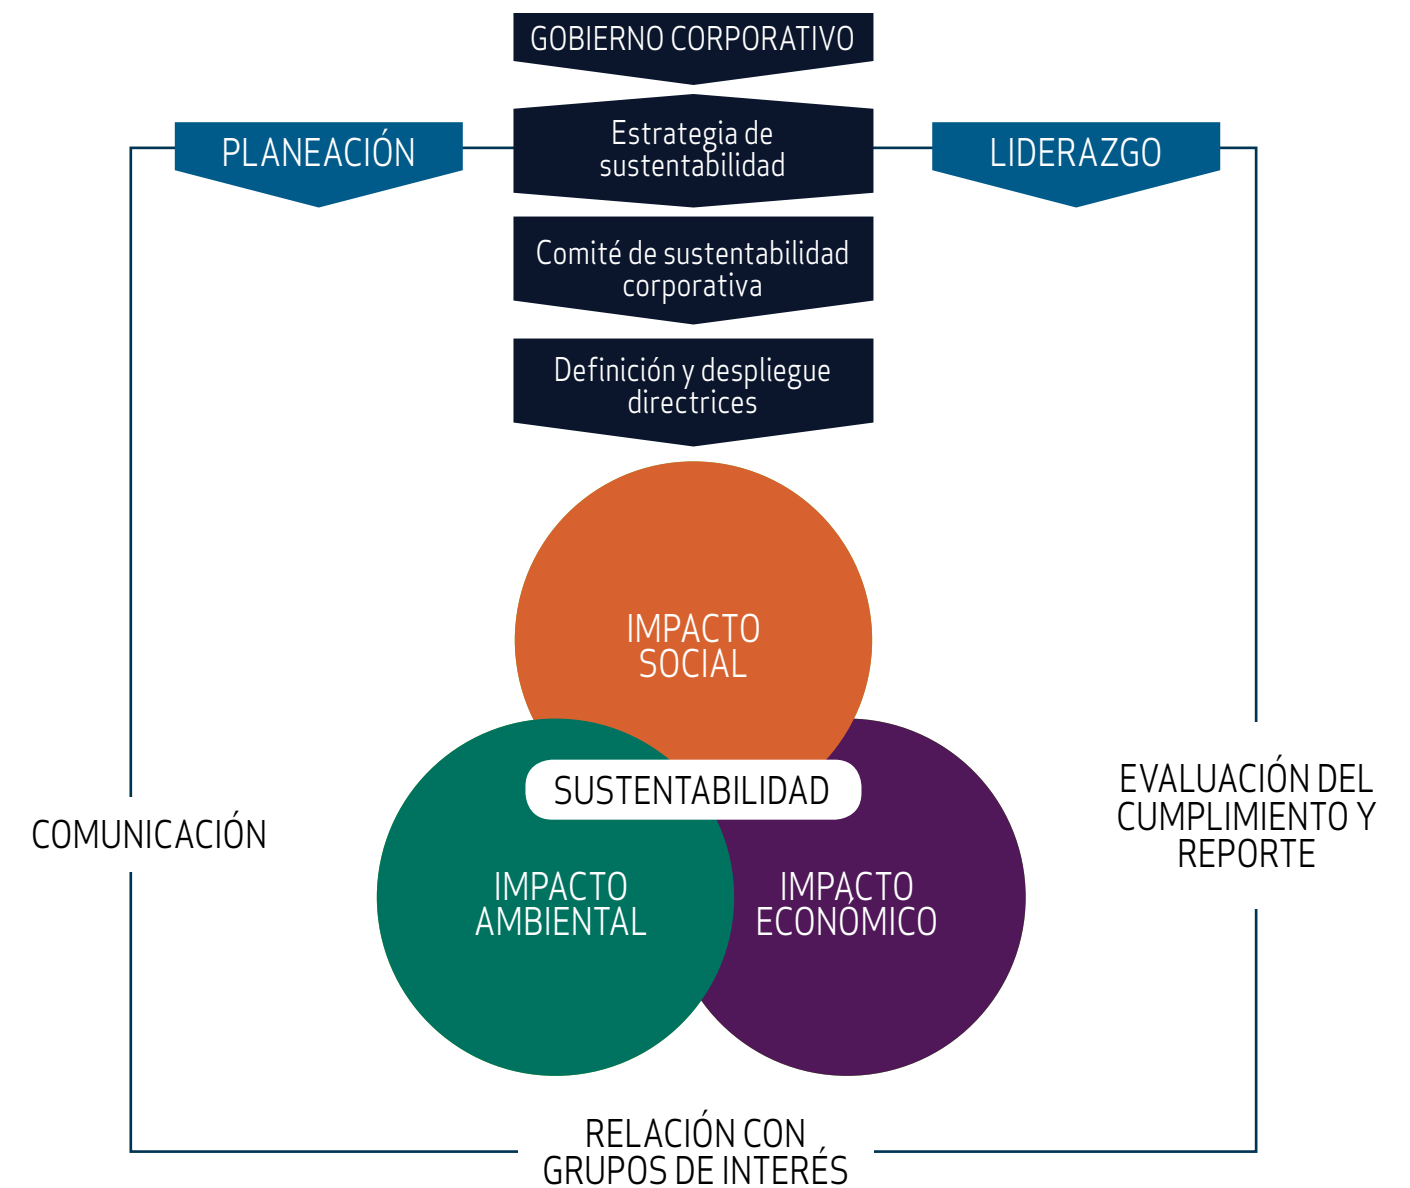 GOBIERNO CORPORATIVO
PLANEACIÓN
Estrategia de
sustentabilidad
LIDERAZGO
Comité de sustentabilidad
corporativa
Definición y despliegue
directrices
IMPACTO
SOCIAL
SUSTENTABILIDAD
COMUNICACIÓN
EVALUACIÓN DEL
CUMPLIMIENTO Y
REPORTE
IMPACTO
AMBIENTAL
IMPACTO
ECONÓMICO
RELACIÓN CON
GRUPOS DE INTERÉS